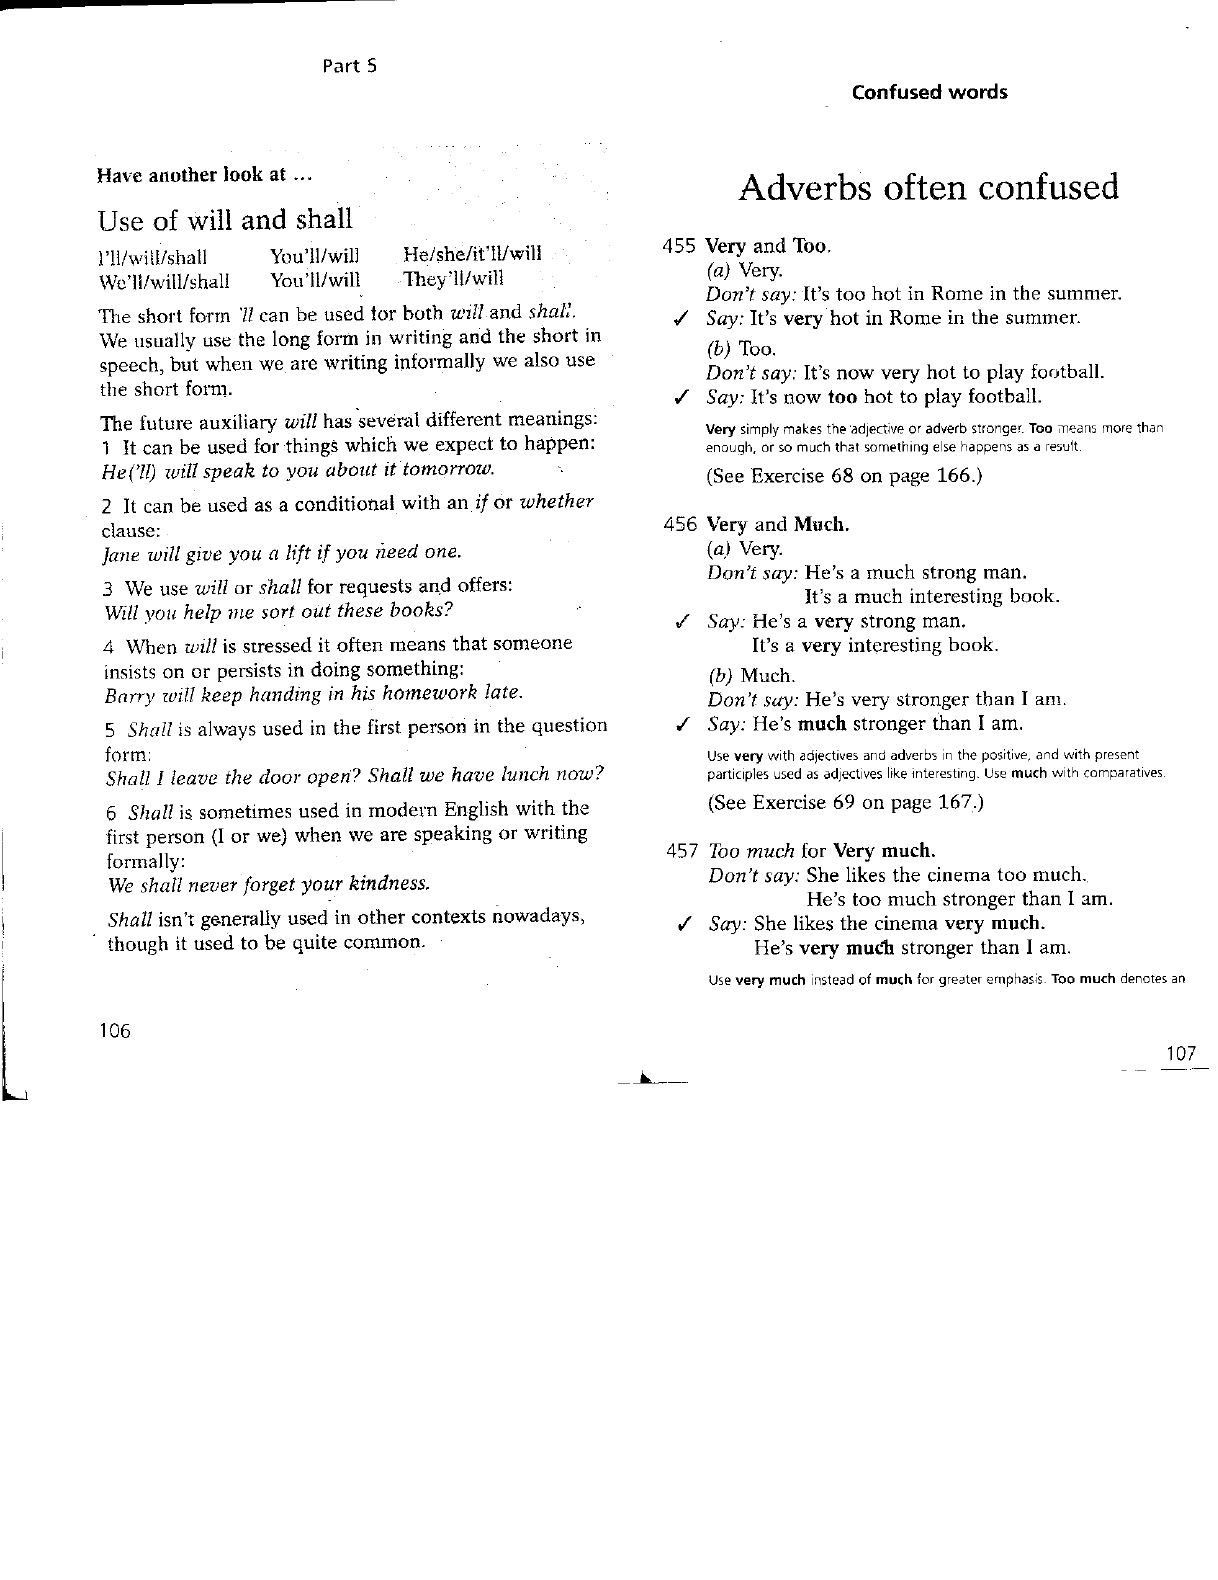 Part 5
Have another look at ...
Use of will and shall
I'll/will/shall You'll/will He/she/it'll/will
We'll/will/shall You'll/will They'll/will
The short form 'll can be used for both will and shall.
We usually use the long form in writing and the short in
speech, but when we are writing informally we also use
the short form.
The future auxiliary will has several different meanings:
1 It can be used for things which we expect to happen:
He('ll) will speak to you about it tomorrow.
2 It can be used as a conditional with an if or whether
clause:
Jane will give you a lift if you need one.
3 We use will or shall for requests and offers:
Will you help me sort out these books?
4 When will is stressed it often means that someone
insists on or persists in doing something:
Barry will keep handing in his homework late.
5 Shall is always used in the first person in the question
form:
Shall I leave the door open? Shall we have lunch now?
6 Shall is sometimes used in modern English with the
first person (I or we) when we are speaking or writing
formally:
We shall never forget your kindness.
Shall isn't generally used in other contexts nowadays,
though it used to be quite common.
106
Confused words
Adverbs often confused
455 Very and Too.
(a) Very.
Don't say: It's too hot in Rome in the summer.
✓ Say: It's very hot in Rome in the summer.
(b) Too.
Don't say: It's now very hot to play football.
✓ Say: It's now too hot to play football.
Very simply makes the adjective or adverb stronger. Too means more than
enough, or so much that something else happens as a result.
(See Exercise 68 on page 166.)
456 Very and Much.
(a) Very.
Don't say: He's a much strong man.
It's a much interesting book.
✓ Say: He's a very strong man.
It's a very interesting book.
(b) Much.
Don't say: He's very stronger than I am.
✓ Say: He's much stronger than I am.
Use very with adjectives and adverbs in the positive, and with present
participles used as adjectives like interesting. Use much with comparatives.
(See Exercise 69 on page 167.)
457 Too much for Very much.
Don't say: She likes the cinema too much.
He's too much stronger than I am.
✓ Say: She likes the cinema very much.
He's very much stronger than I am.
Use very much instead of much for greater emphasis. Too much denotes an
107